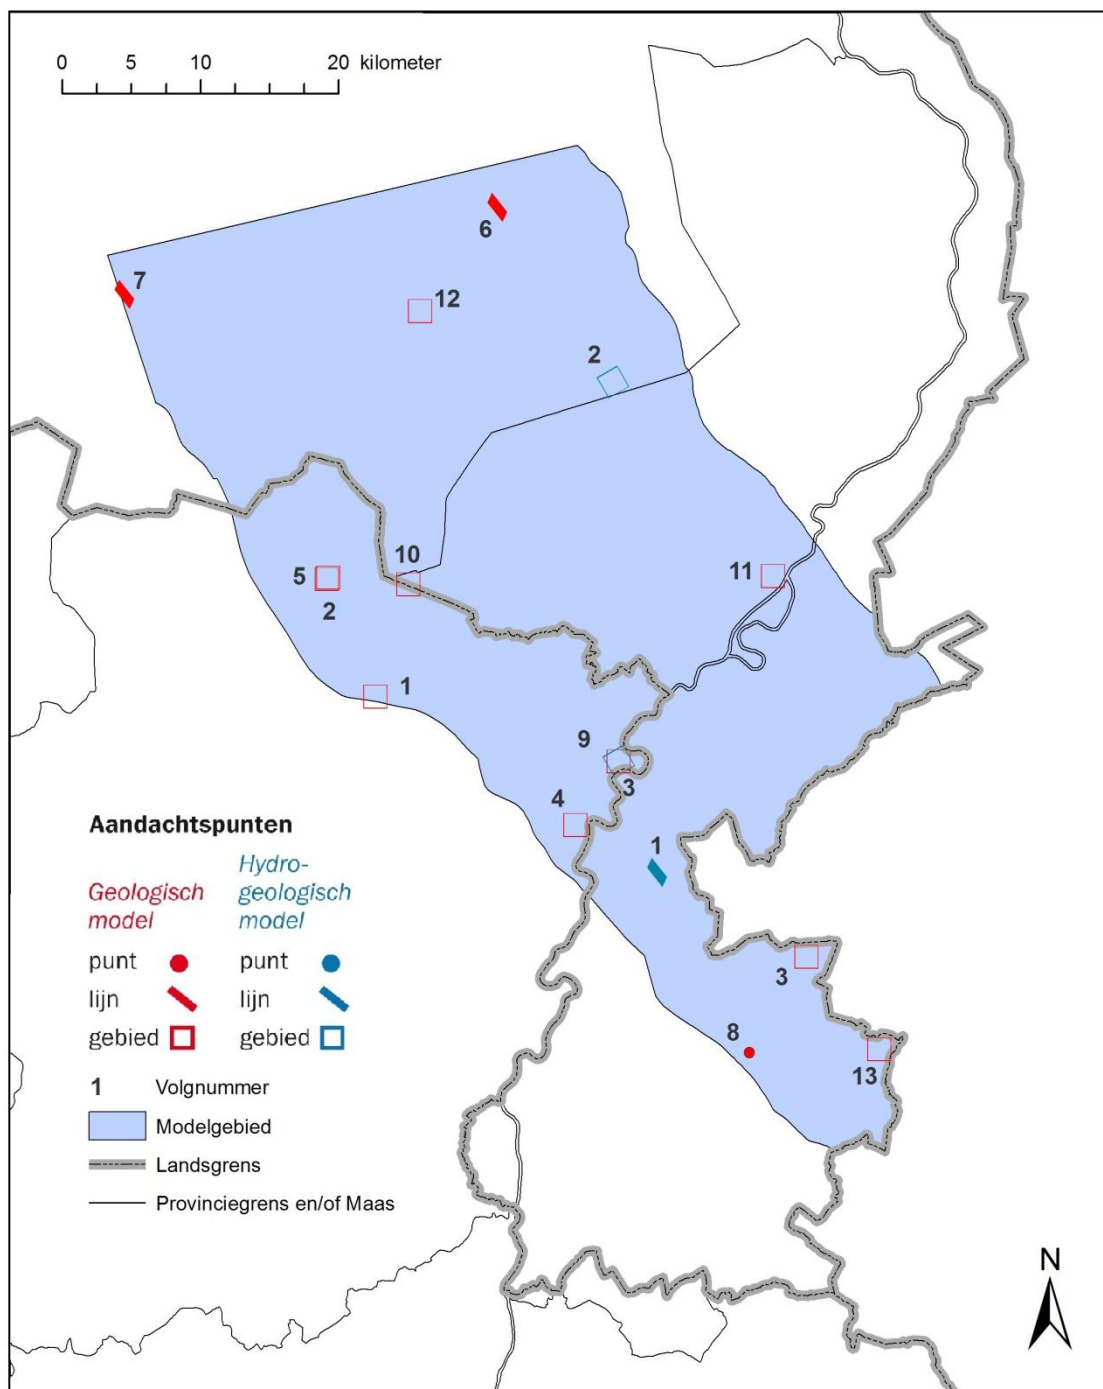 0 5 10 20 kilometer
6
7
12
2
10
5
2
11
1
9
3
4
1
3
8
13
Aandachtspunten
Geologisch
model
punt
lijn
gebied
Hydro-
geologisch
model
punt
lijn
gebied
1 Volgnummer
Modelgebied
Landsgrens
Provinciegrens en/of Maas
N